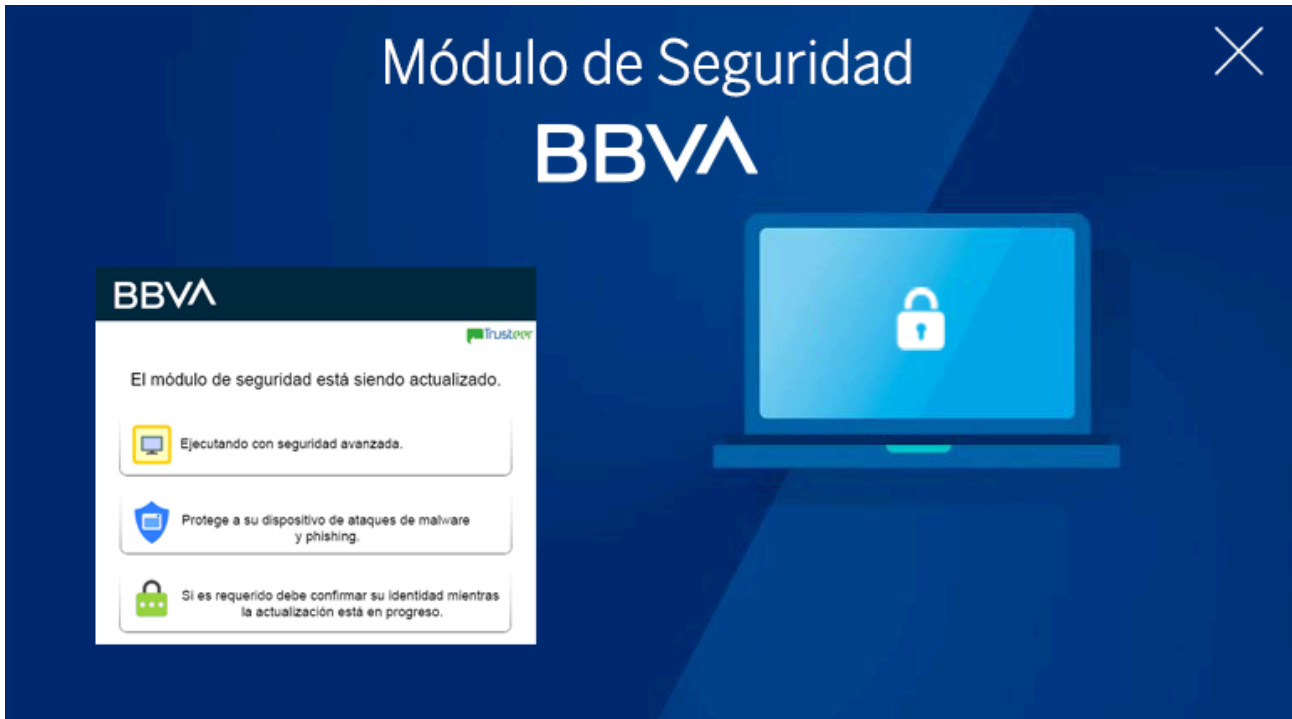 Módulo de Seguridad
BBVA
BBVA
Trusteer
El módulo de seguridad está siendo actualizado.
Ejecutando con seguridad avanzada.
Protege a su dispositivo de ataques de malware
y phishing.
Si es requerido debe confirmar su identidad mientras
la actualización está en progreso.